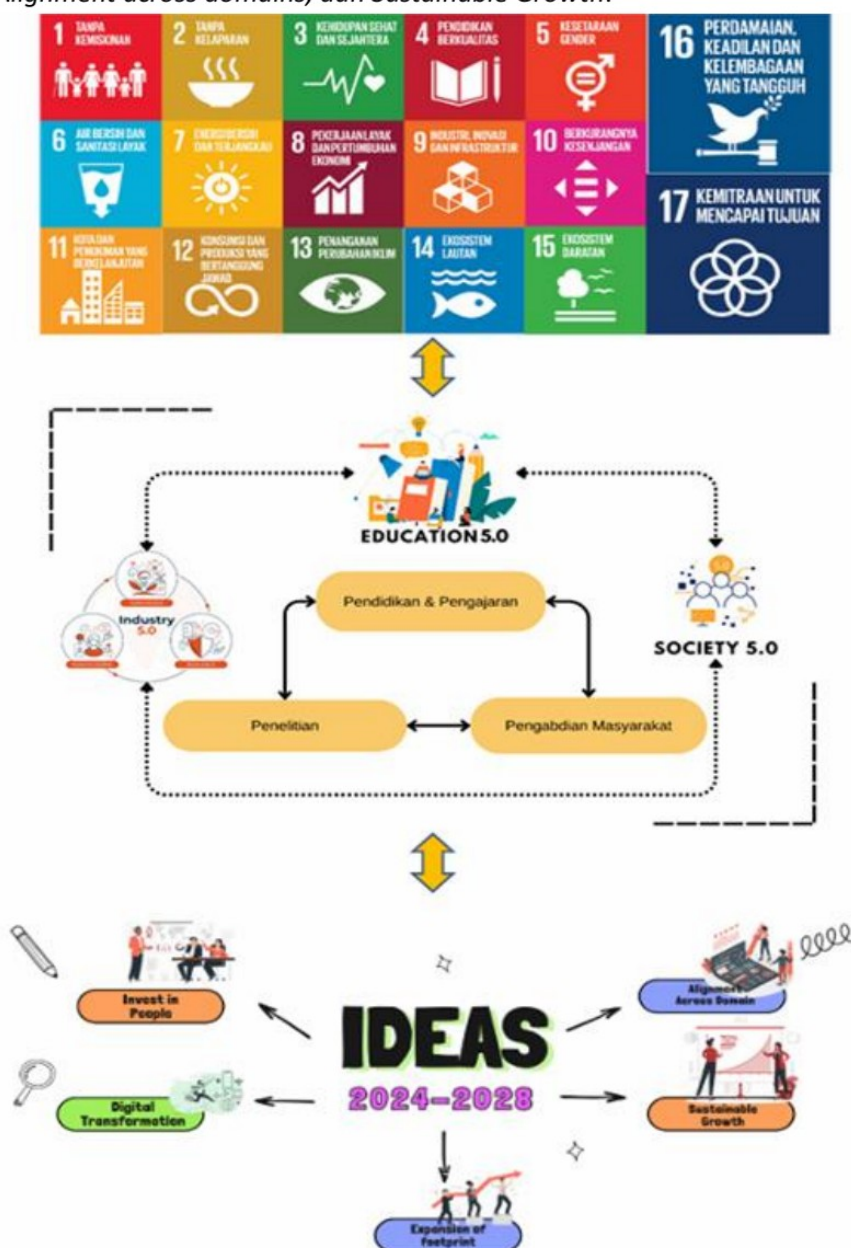 Alignment across domains, dan Sustainable Growth.
1 TANPA
KEMISKINAN
2 TANPA
KELAPARAN
3 KEHIDUPAN SEHAT
DAN SEJAHTERA
4 PENDIDIKAN
BERKUALITAS
5 KESETARAAN
GENDER
16 PERDAMAIAN,
KEADILAN DAN
KELEMBAGAAN
YANG TANGGUH
6 AIR BERSIH DAN
SANITASI LAYAK
7 ENERGI BERSIH
DAN TERJANGKAU
8 PEKERJAAN LAYAK
DAN PERTUMBUHAN
EKONOMI
9 INDUSTRI, INOVASI
DAN INFRASTRUKTUR
10 BERKURANGNYA
KESENJANGAN
17 KEMITRAAN UNTUK
MENCAPAI TUJUAN
11 KOTA DAN
PEMUKIMAN YANG
BERKELANJUTAN
12 KONSUMSI DAN
PRODUKSI YANG
BERTANGGUNG
JAWAB
13 PENANGANAN
PERUBAHAN IKLIM
14 EKOSISTEM
LAUTAN
15 EKOSISTEM
DARATAN
EDUCATION 5.0
Industry
5.0
SOCIETY 5.0
Pendidikan & Pengajaran
Penelitian
Pengabdian Masyarakat
Invest in
People
Alignment
Across Domain
IDEAS
2024-2028
Digital
Transformation
Sustainable
Growth
Expansion of
Footprint